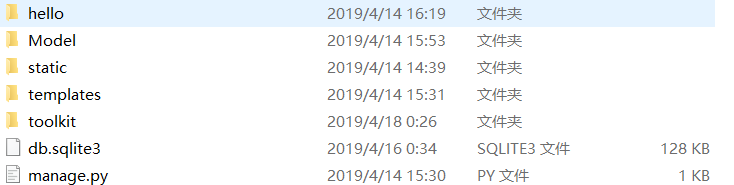 hello 2019/4/14 16:19 文件夹
Model 2019/4/14 15:53 文件夹
static 2019/4/14 14:39 文件夹
templates 2019/4/14 15:31 文件夹
toolkit 2019/4/18 0:26 文件夹
db.sqlite3 2019/4/16 0:34 SQLITE3 文件 128 KB
manage.py 2019/4/14 15:30 PY 文件 1 KB